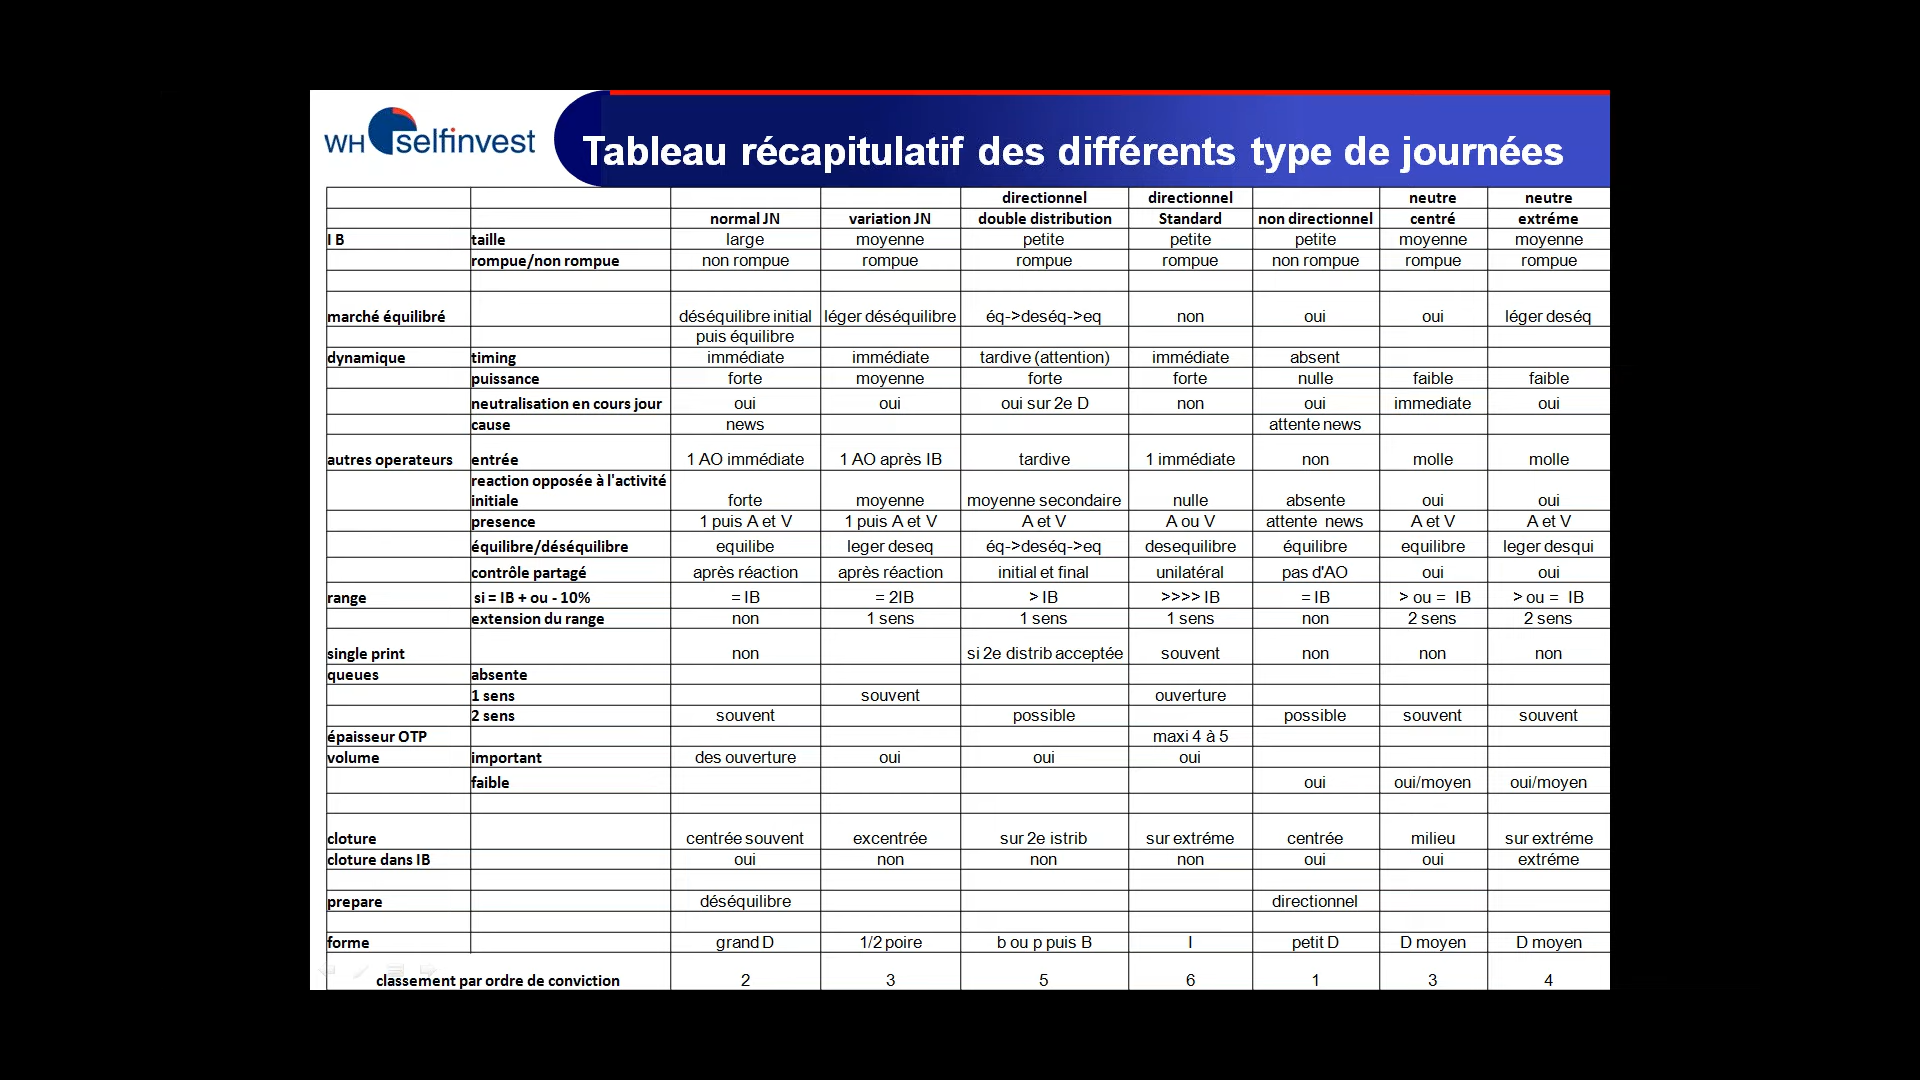 WH selfinvest
Tableau récapitulatif des différents type de journées
directionnel directionnel neutre neutre
normal JN variation JN double distribution Standard non directionnel centré extréme
I B taille large moyenne petite petite petite moyenne moyenne
rompue/non rompue non rompue rompue rompue rompue non rompue rompue rompue
marché équilibré déséquilibre initial léger déséquilibre éq->deséq->eq non oui oui léger deséq
puis équilibre
dynamique timing immédiate immédiate tardive (attention) immédiate absent
puissance forte moyenne forte forte nulle faible faible
neutralisation en cours jour oui oui oui sur 2e D non oui immediate oui
cause news attente news
autres operateurs entrée 1 AO immédiate 1 AO après IB tardive 1 immédiate non molle molle
reaction opposée à l'activité
initiale forte moyenne moyenne secondaire nulle absente oui oui
presence 1 puis A et V 1 puis A et V A et V A ou V attente news A et V A et V
équilibre/déséquilibre equilibe leger deseq éq->deséq->eq desequilibre équilibre equilibre leger desqui
contrôle partagé après réaction après réaction initial et final unilatéral pas d'AO oui oui
range si = IB + ou - 10% = IB = 2IB > IB >>>> IB = IB > ou = IB > ou = IB
extension du range non 1 sens 1 sens 1 sens non 2 sens 2 sens
single print non si 2e distrib acceptée souvent non non non
queues absente
1 sens souvent ouverture
2 sens souvent possible possible souvent souvent
épaisseur OTP maxi 4 à 5
volume important des ouverture oui oui oui
faible oui oui/moyen oui/moyen
cloture centrée souvent excentrée sur 2e istrib sur extréme centrée milieu sur extréme
cloture dans IB oui non non non oui oui extréme
prepare déséquilibre directionnel
forme grand D 1/2 poire b ou p puis B I petit D D moyen D moyen
classement par ordre de conviction 2 3 5 6 1 3 4